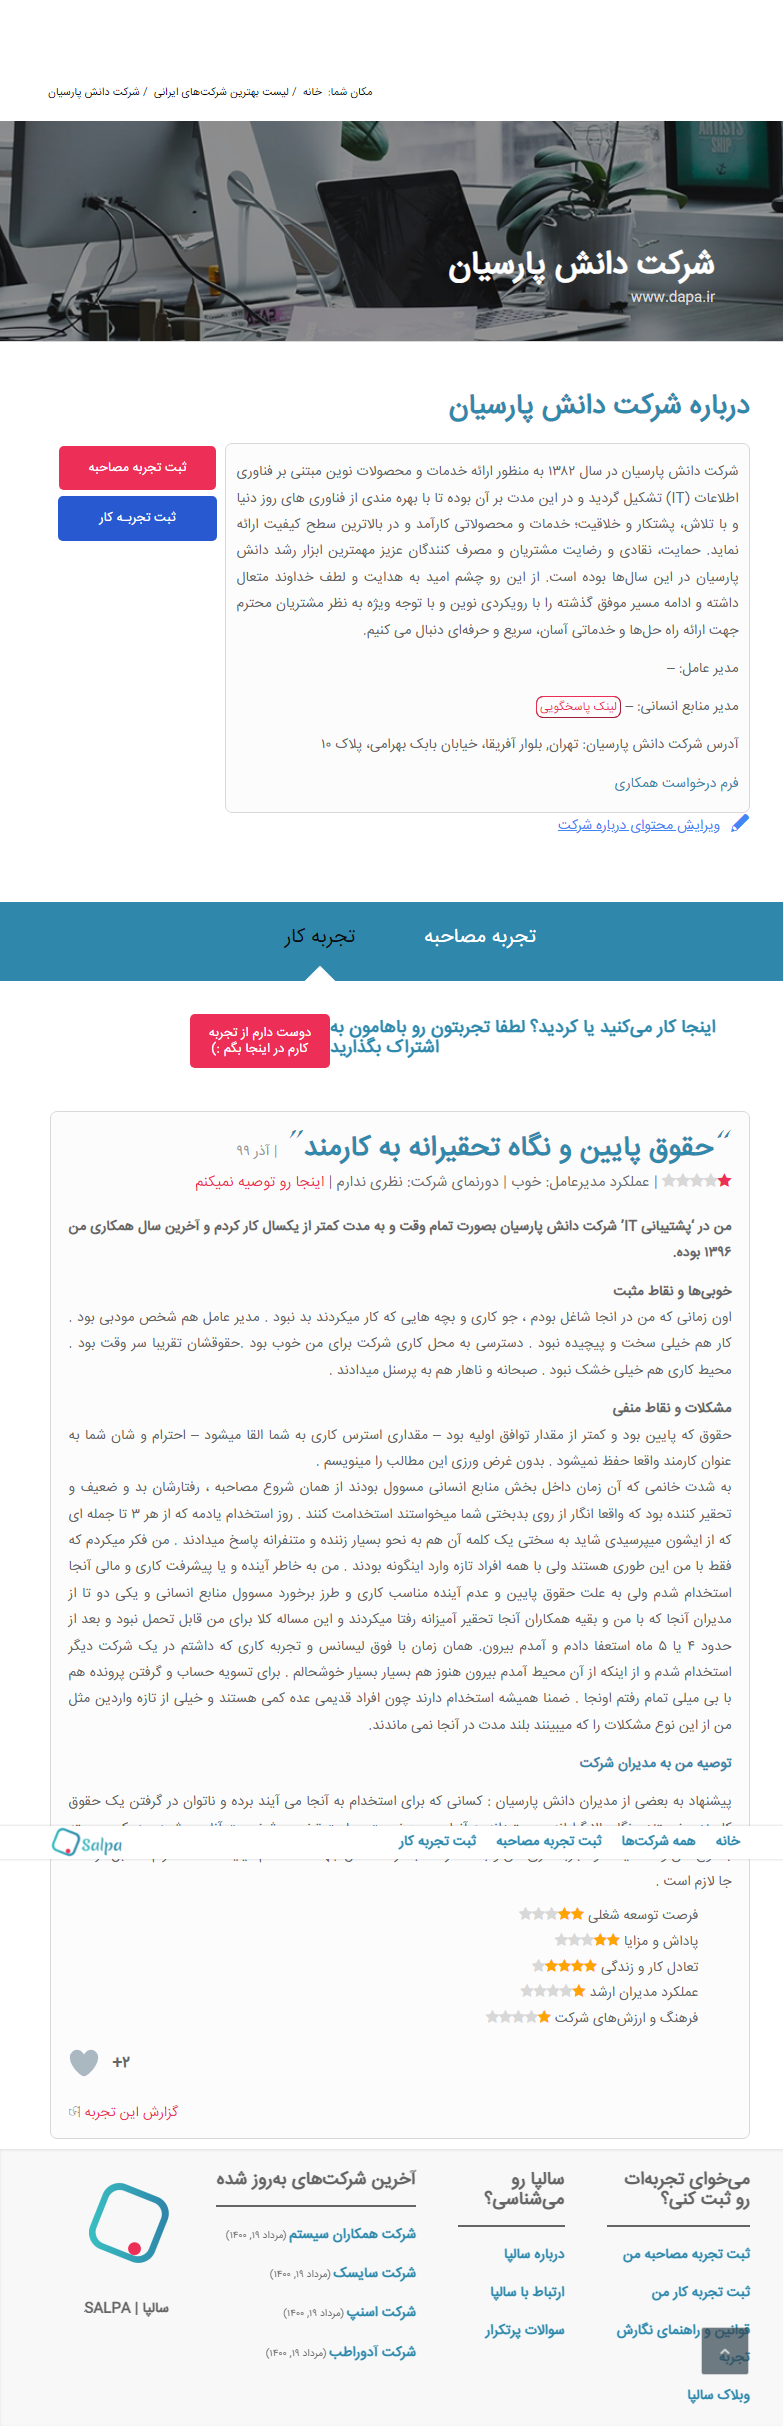 مکان شما: خانه / لیست بهترین شرکت‌های ایرانی / شرکت دانش پارسیان
ARTISTS
SHIP
شرکت دانش پارسیان
www.dapa.ir
درباره شرکت دانش پارسیان
ثبت تجربه مصاحبه
ثبت تجربـه کار
شرکت دانش پارسیان در سال ۱۳۸۲ به منظور ارائه خدمات و محصولات نوین مبتنی بر فناوری
اطلاعات (IT) تشکیل گردید و در این مدت بر آن بوده تا با بهره مندی از فناوری های روز دنیا
و با تلاش، پشتکار و خلاقیت؛ خدمات و محصولاتی کارآمد و در بالاترین سطح کیفیت ارائه
نماید. حمایت، نقادی و رضایت مشتریان و مصرف کنندگان عزیز مهمترین ابزار رشد دانش
پارسیان در این سال‌ها بوده است. از این رو چشم امید به هدایت و لطف خداوند متعال
داشته و ادامه مسیر موفق گذشته را با رویکردی نوین و با توجه ویژه به نظر مشتریان محترم
جهت ارائه راه حل‌ها و خدماتی آسان، سریع و حرفه‌ای دنبال می کنیم.
مدیر عامل: –
مدیر منابع انسانی: – لینک پاسخگویی
آدرس شرکت دانش پارسیان: تهران, بلوار آفریقا، خیابان بابک بهرامی، پلاک ۱۰
فرم درخواست همکاری
ویرایش محتوای درباره شرکت
تجربه مصاحبه
تجربه کار
اینجا کار می‌کنید یا کردید؟ لطفا تجربتون رو باهامون به
اشتراک بگذارید
دوست دارم از تجربه
کارم در اینجا بگم :)
“حقوق پایین و نگاه تحقیرانه به کارمند” | آذر ۹۹
| عملکرد مدیرعامل: خوب | دورنمای شرکت: نظری ندارم | اینجا رو توصیه نمیکنم
من در ‘پشتیبانی IT’ شرکت دانش پارسیان بصورت تمام وقت و به مدت کمتر از یکسال کار کردم و آخرین سال همکاری من
۱۳۹۶ بوده.
خوبی‌ها و نقاط مثبت
اون زمانی که من در انجا شاغل بودم ، جو کاری و بچه هایی که کار میکردند بد نبود . مدیر عامل هم شخص مودبی بود .
کار هم خیلی سخت و پیچیده نبود . دسترسی به محل کاری شرکت برای من خوب بود .حقوقشان تقریبا سر وقت بود .
محیط کاری هم خیلی خشک نبود . صبحانه و ناهار هم به پرسنل میدادند .
مشکلات و نقاط منفی
حقوق که پایین بود و کمتر از مقدار توافق اولیه بود – مقداری استرس کاری به شما القا میشود – احترام و شان شما به
عنوان کارمند واقعا حفظ نمیشود . بدون غرض ورزی این مطالب را مینویسم .
به شدت خانمی که آن زمان داخل بخش منابع انسانی مسوول بودند از همان شروع مصاحبه ، رفتارشان بد و ضعیف و
تحقیر کننده بود که واقعا انگار از روی بدبختی شما میخواستند استخدامت کنند . روز استخدام یادمه که از هر ۳ تا جمله ای
که از ایشون میپرسیدی شاید به سختی یک کلمه آن هم به نحو بسیار زننده و متنفرانه پاسخ میدادند . من فکر میکردم که
فقط با من این طوری هستند ولی با همه افراد تازه وارد اینگونه بودند . من به خاطر آینده و یا پیشرفت کاری و مالی آنجا
استخدام شدم ولی به علت حقوق پایین و عدم آینده مناسب کاری و طرز برخورد مسوول منابع انسانی و یکی دو تا از
مدیران آنجا که با من و بقیه همکاران آنجا تحقیر آمیزانه رفتا میکردند و این مساله کلا برای من قابل تحمل نبود و بعد از
حدود ۴ یا ۵ ماه استعفا دادم و آمدم بیرون. همان زمان با فوق لیسانس و تجربه کاری که داشتم در یک شرکت دیگر
استخدام شدم و از اینکه از آن محیط آمدم بیرون هنوز هم بسیار بسیار خوشحالم . برای تسویه حساب و گرفتن پرونده هم
با بی میلی تمام رفتم اونجا . ضمنا همیشه استخدام دارند چون افراد قدیمی عده کمی هستند و خیلی از تازه واردین مثل
من از این نوع مشکلات را که میبینند بلند مدت در آنجا نمی ماندند.
توصیه من به مدیران شرکت
پیشنهاد به بعضی از مدیران دانش پارسیان : کسانی که برای استخدام به آنجا می آیند برده و ناتوان در گرفتن یک حقوق
خانه همه شرکت‌ها ثبت تجربه مصاحبه ثبت تجربه کار
Salpa
جا لازم است .
فرصت توسعه شغلی
پاداش و مزایا
تعادل کار و زندگی
عملکرد مدیران ارشد
فرهنگ و ارزش‌های شرکت
+۲
گزارش این تجربه
می‌خوای تجربه‌ات
رو ثبت کنی؟
ثبت تجربه مصاحبه من
ثبت تجربه کار من
قوانین و راهنمای نگارش
تجربه
وبلاک سالپا
سالپا رو
می‌شناسی؟
درباره سالپا
ارتباط با سالپا
سوالات پرتکرار
آخرین شرکت‌های به‌روز شده
شرکت همکاران سیستم (مرداد ۱۹, ۱۴۰۰)
شرکت سایسک (مرداد ۱۹, ۱۴۰۰)
شرکت اسنپ (مرداد ۱۹, ۱۴۰۰)
شرکت آدوراطب (مرداد ۱۹, ۱۴۰۰)
سالپا | SALPA